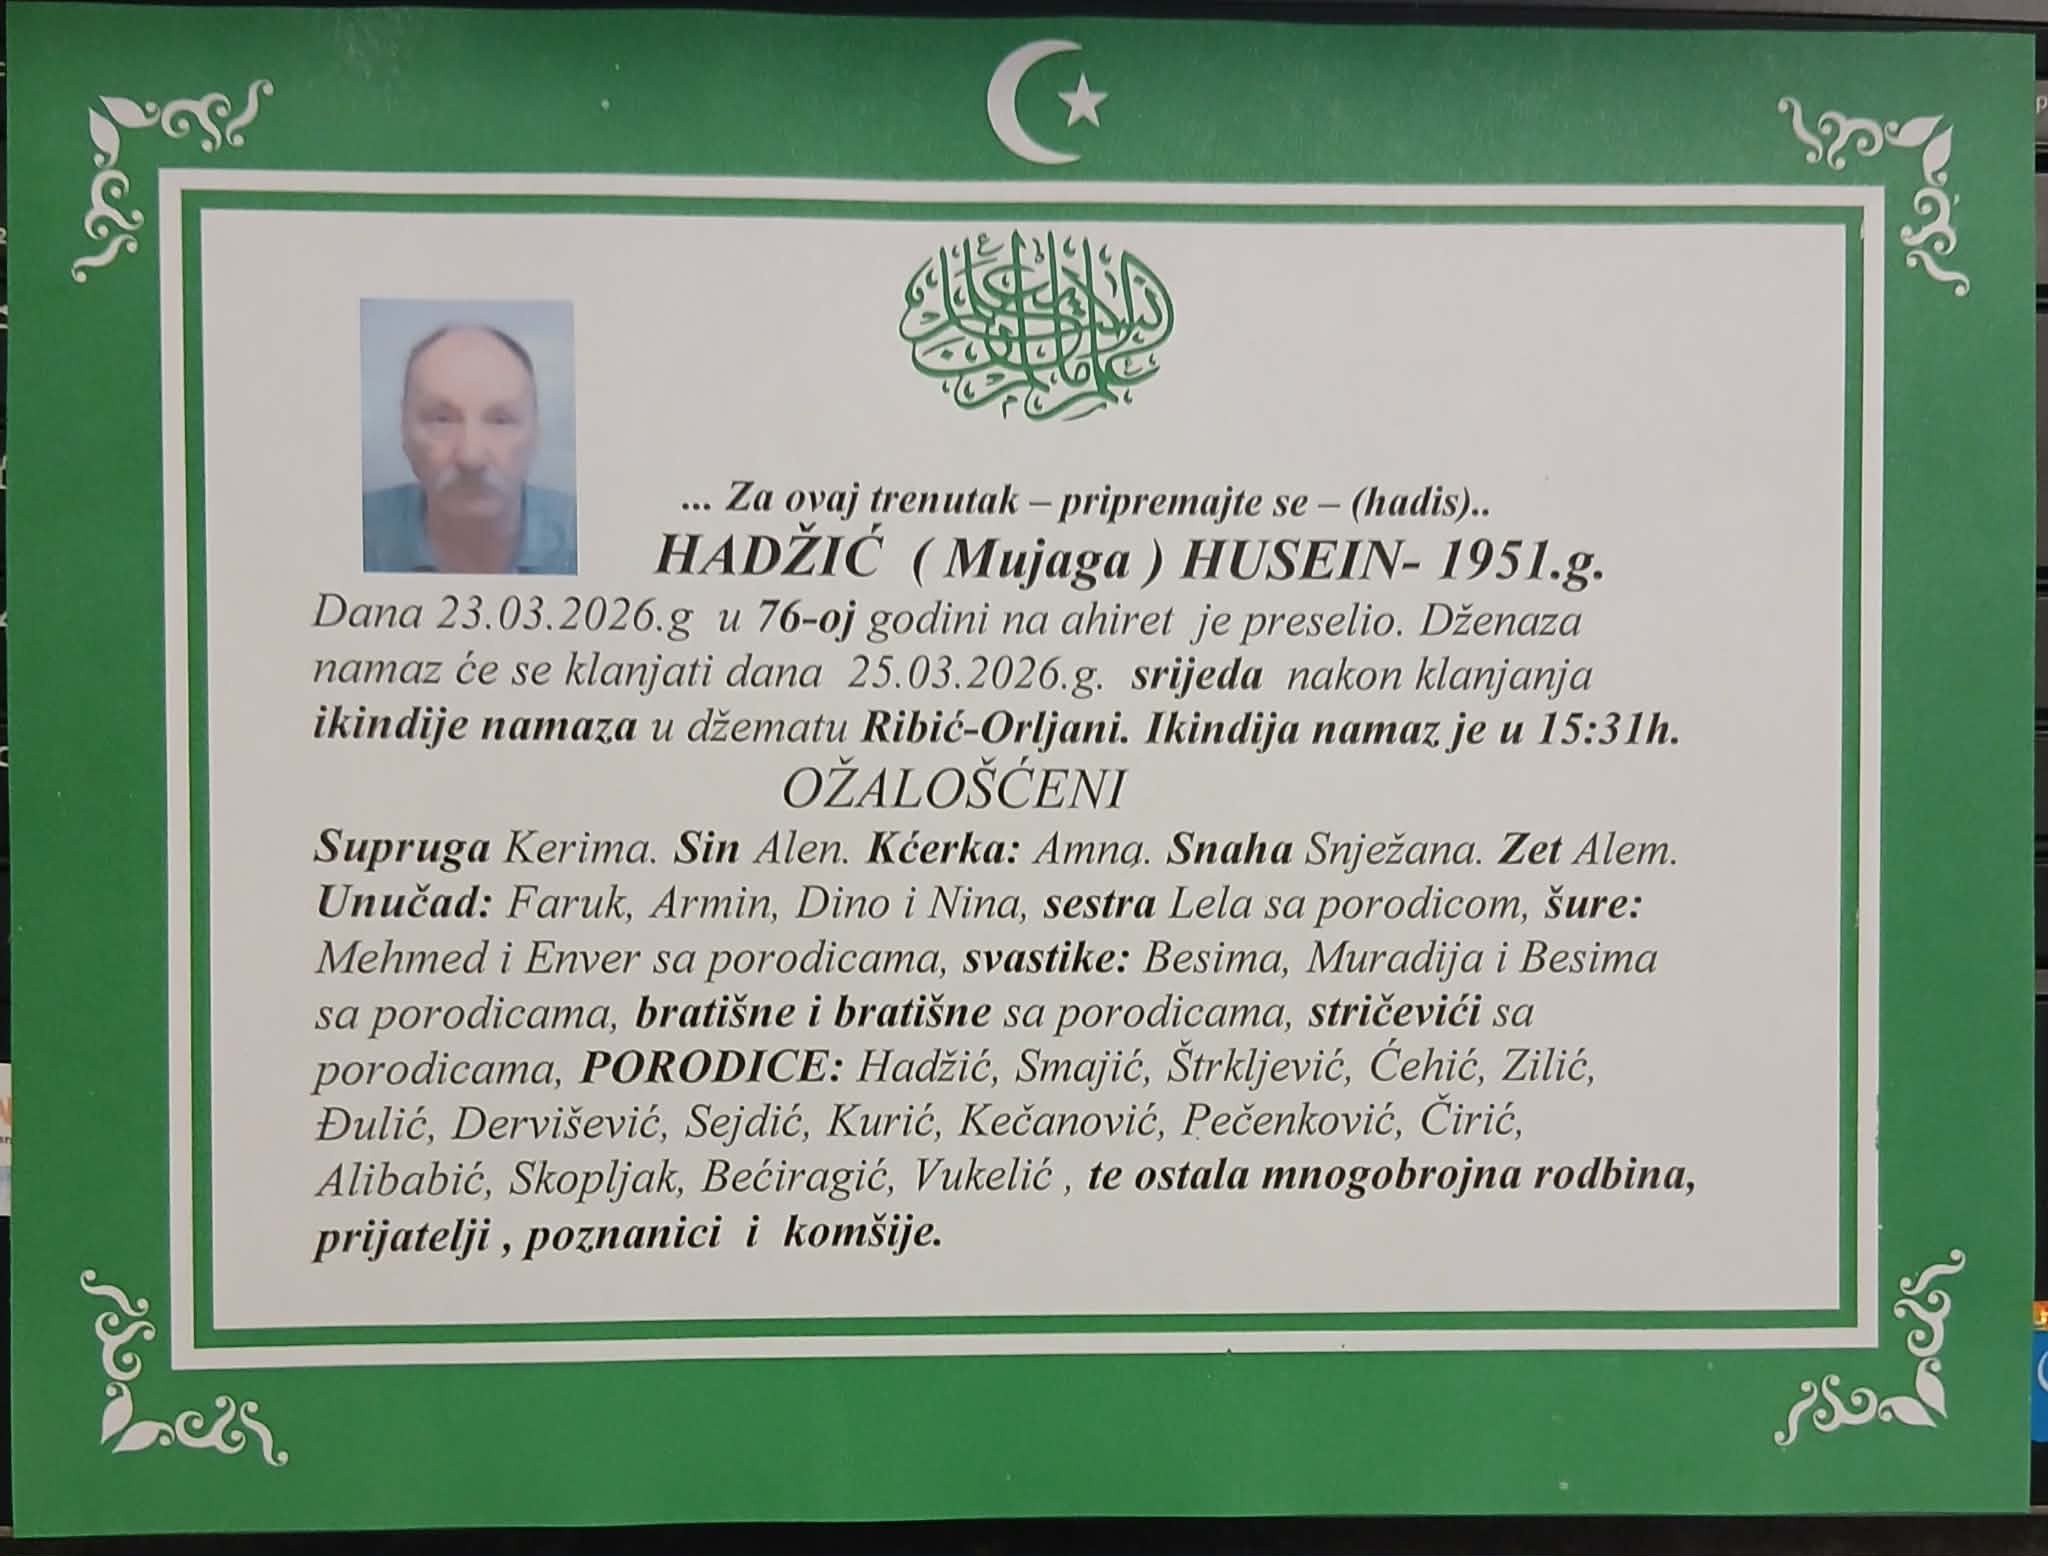 ... Za ovaj trenutak – pripremajte se – (hadis)..
HADŽIĆ ( Mujaga ) HUSEIN- 1951.g.
Dana 23.03.2026.g u 76-oj godini na ahiret je preselio. Dženaza
namaz će se klanjati dana 25.03.2026.g. srijeda nakon klanjanja
ikindije namaza u džematu Ribić-Orljani. Ikindija namaz je u 15:31h.
OŽALOŠĆENI
Supruga Kerima. Sin Alen. Kćerka: Amna. Snaha Snježana. Zet Alem.
Unučad: Faruk, Armin, Dino i Nina, sestra Lela sa porodicom, šure:
Mehmed i Enver sa porodicama, svastike: Besima, Muradija i Besima
sa porodicama, bratišne i bratišne sa porodicama, stričevići sa
porodicama, PORODICE: Hadžić, Smajić, Štrkljević, Ćehić, Zilić,
Đulić, Dervišević, Sejdić, Kurić, Kečanović, Pečenković, Čirić,
Alibabić, Skopljak, Bećiragić, Vukelić , te ostala mnogobrojna rodbina,
prijatelji , poznanici i komšije.